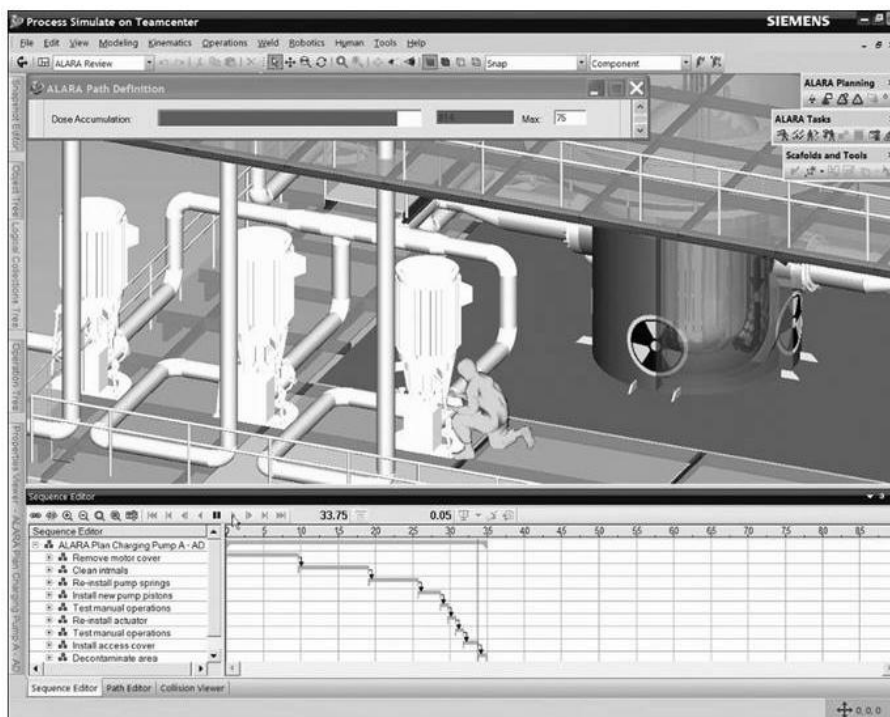 Process Simulate on Teamcenter
SIEMENS
File Edit View Modeling Kinematics Operations Weld Robotics Human Tools Help
ALARA Review
Snap
Component
ALARA Path Definition
Dose Accumulation:
Max: 75
ALARA Planning
ALARA Tasks
Scafolds and Tools
Snapshot Editor
Object Tree
Logical Collections Tree
Operation Tree
Properties Viewer - ALARA Plan Charging Pump A - AD
Sequence Editor
33.75
0.05
Sequence Editor
0 5 10 15 20 25 30 35 40 45 50 55 60 65 70 75 80 85
ALARA Plan Charging Pump A - AD
Remove motor cover
Clean intrnals
Re-install pump springs
Install new pump pistons
Test manual operations
Re-install actuator
Test manual operations
Install access cover
Decontaminate area
Sequence Editor Path Editor Collision Viewer
0, 0, 0